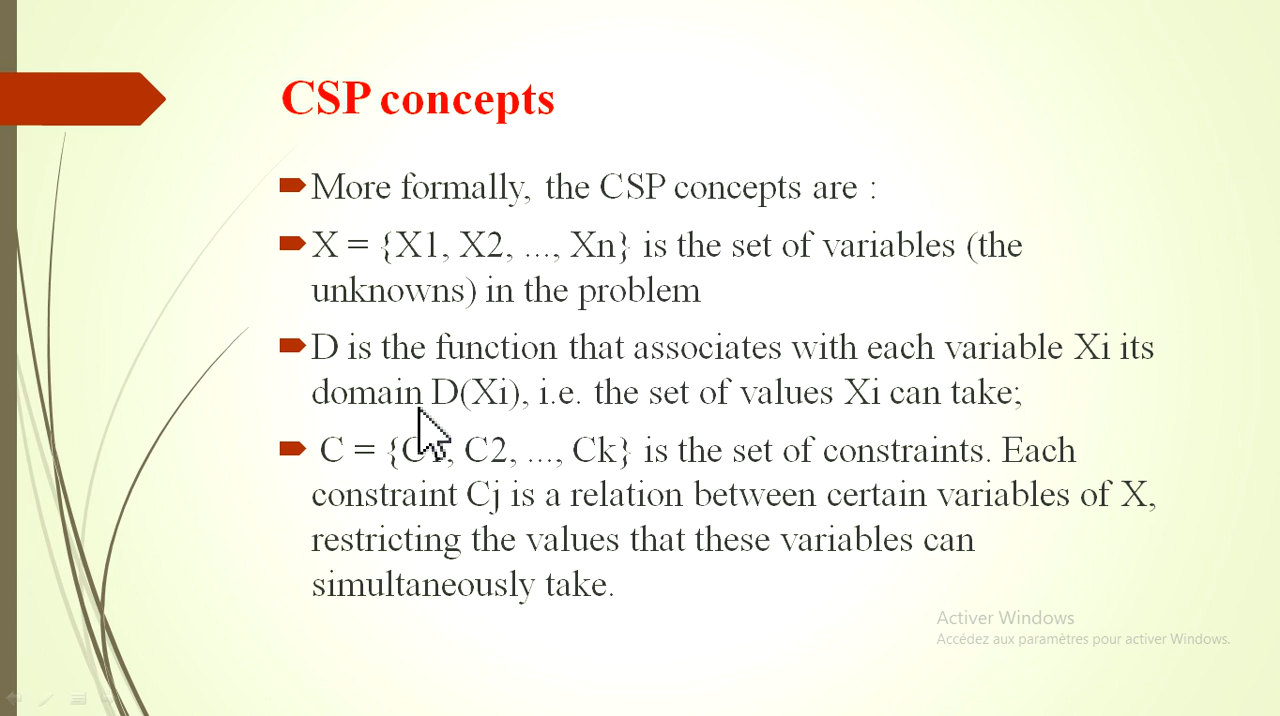 CSP concepts
More formally, the CSP concepts are :
X = {X1, X2, ..., Xn} is the set of variables (the
unknowns) in the problem
D is the function that associates with each variable Xi its
domain D(Xi), i.e. the set of values Xi can take;
C = {C1, C2, ..., Ck} is the set of constraints. Each
constraint Cj is a relation between certain variables of X,
restricting the values that these variables can
simultaneously take.
Activer Windows
Accédez aux paramètres pour activer Windows.